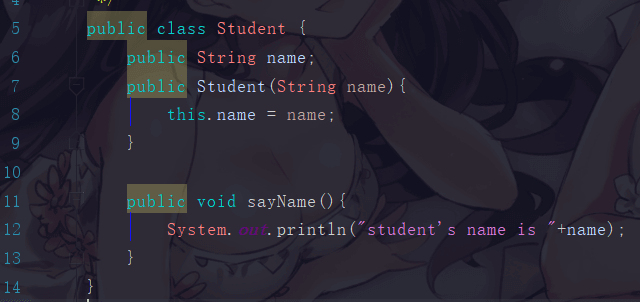 4 */
5 public class Student {
6 public String name;
7 public Student(String name){
8 this.name = name;
9 }
10
11 public void sayName(){
12 System.out.println("student's name is "+name);
13 }
14 }